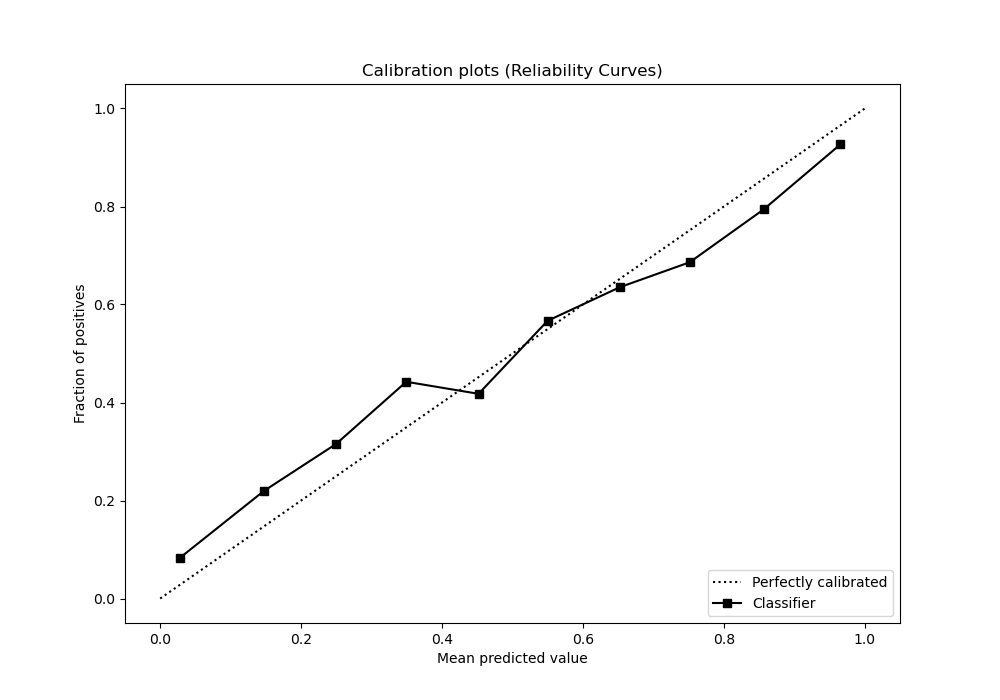 Calibration plots (Reliability Curves)
1.0
0.8
0.6
0.4
0.2
0.0
Fraction of positives
0.0 0.2 0.4 0.6 0.8 1.0
Mean predicted value
Perfectly calibrated
Classifier